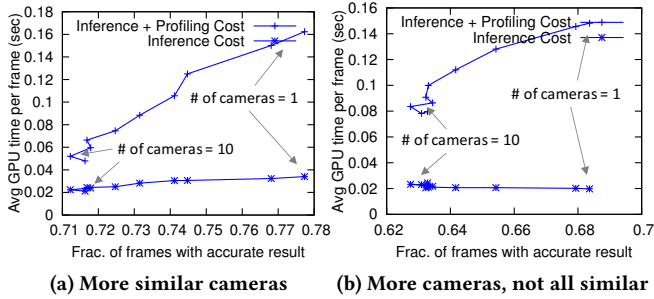 Inference + Profiling Cost
Inference Cost
Avg GPU time per frame (sec)
0.18
0.16
0.14
0.12
0.1
0.08
0.06
0.04
0.02
0
# of cameras = 1
# of cameras = 10
0.71 0.72 0.73 0.74 0.75 0.76 0.77 0.78
Frac. of frames with accurate result
(a) More similar cameras
Inference + Profiling Cost
Inference Cost
Avg GPU time per frame (sec)
0.16
0.14
0.12
0.1
0.08
0.06
0.04
0.02
0
# of cameras = 1
# of cameras = 10
0.62 0.64 0.66 0.68 0.7
Frac. of frames with accurate result
(b) More cameras, not all similar